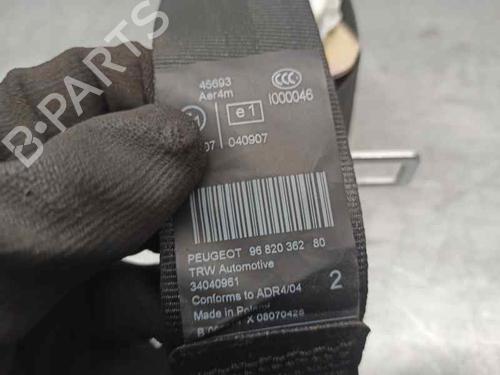 B-PARTS
45693
Aer4m
CCC
I000046
e1
07
040907
PEUGEOT 96 820 362 80
TRW Automotive
34040961
Conforms to ADR4/04
2
Made in Poland
X 08070428